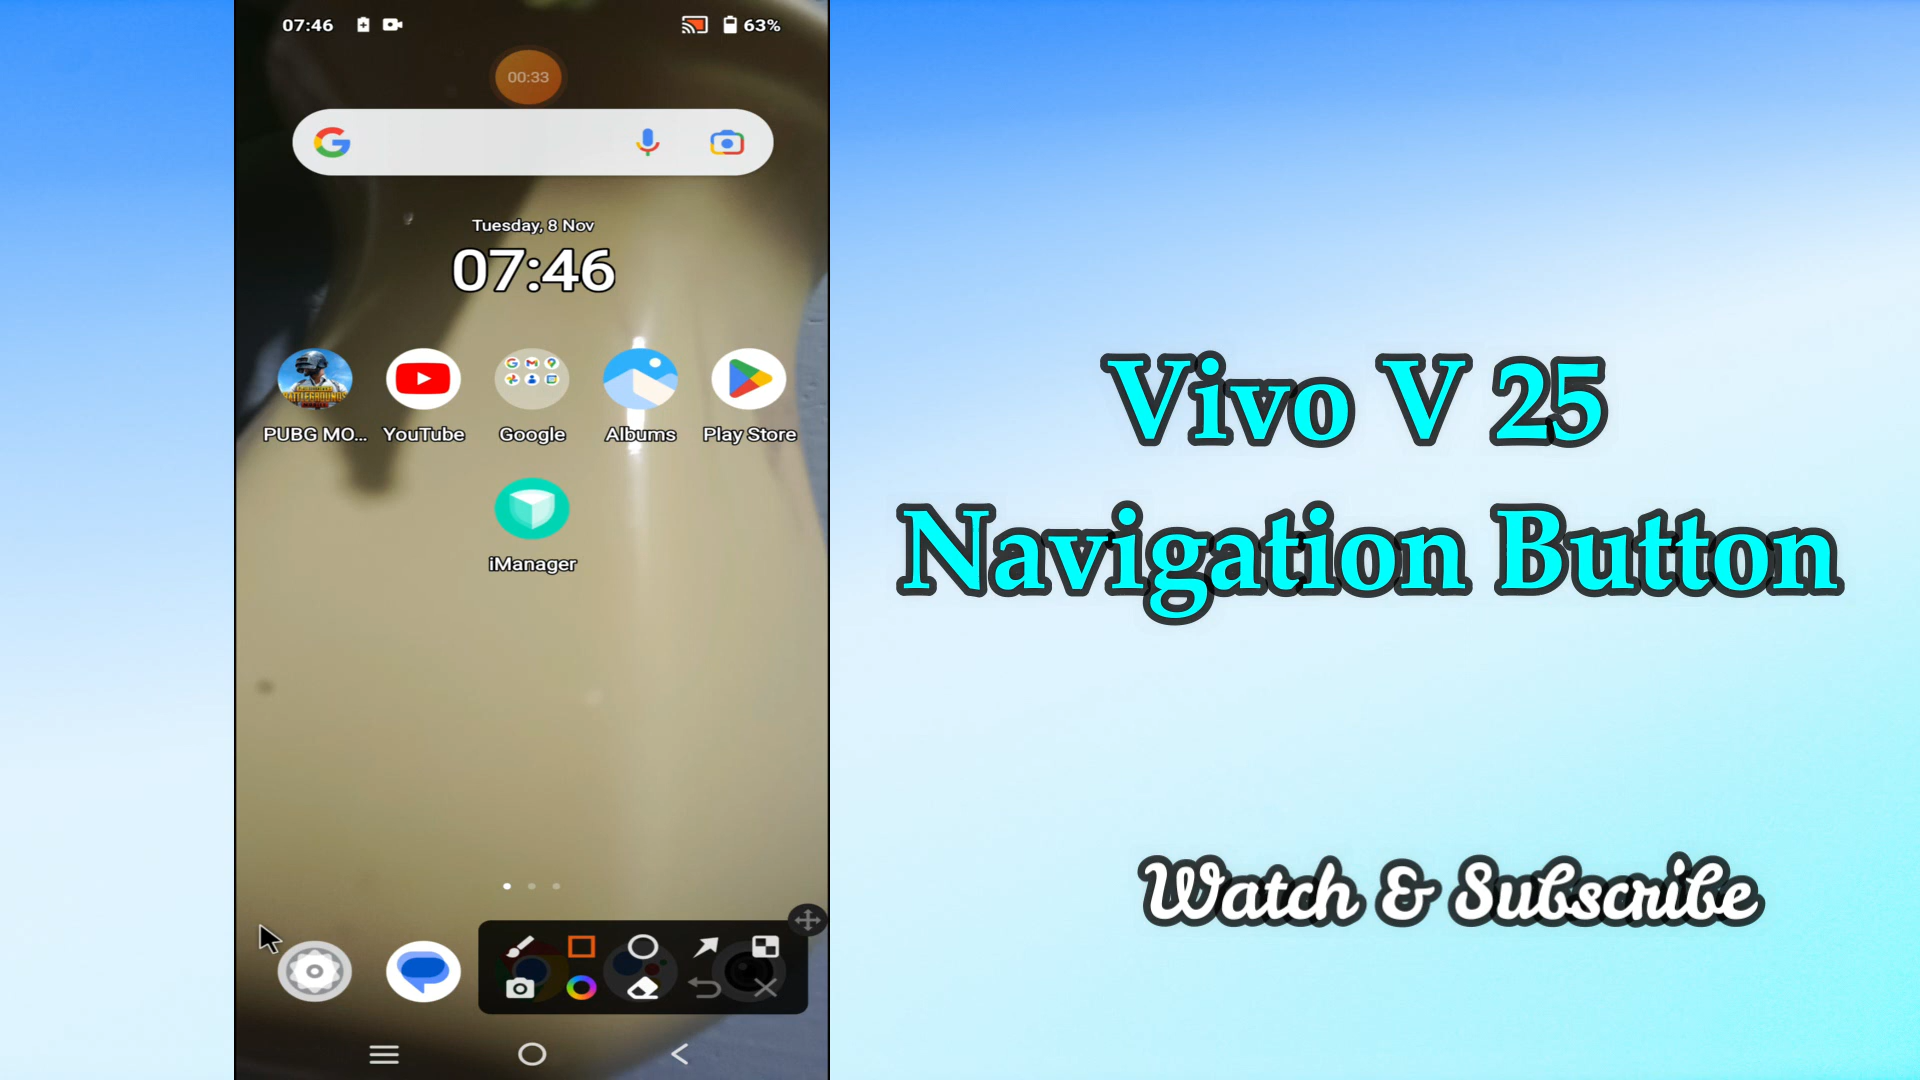 07:46
63%
00:33
Tuesday, 8 Nov
07:46
PUBG MO...
YouTube
Google
Albums
Play Store
iManager
Vivo V 25
Navigation Button
Watch & Subscribe